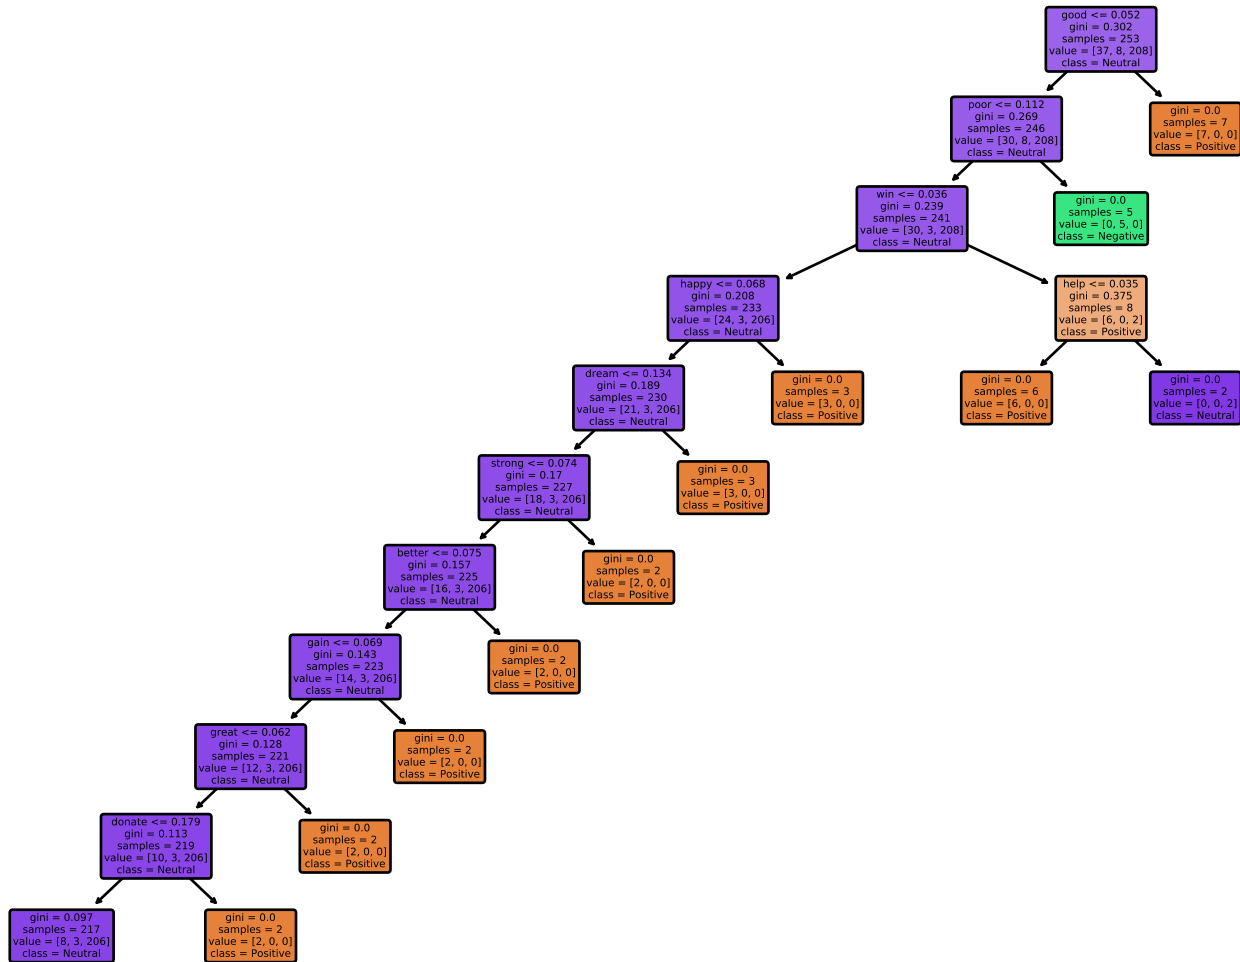 good <= 0.052
gini = 0.302
samples = 253
value = [37, 8, 208]
class = Neutral
poor <= 0.112
gini = 0.269
samples = 246
value = [30, 8, 208]
class = Neutral
gini = 0.0
samples = 7
value = [7, 0, 0]
class = Positive
win <= 0.036
gini = 0.239
samples = 241
value = [30, 3, 208]
class = Neutral
gini = 0.0
samples = 5
value = [0, 5, 0]
class = Negative
happy <= 0.068
gini = 0.208
samples = 233
value = [24, 3, 206]
class = Neutral
help <= 0.035
gini = 0.375
samples = 8
value = [6, 0, 2]
class = Positive
dream <= 0.134
gini = 0.189
samples = 230
value = [21, 3, 206]
class = Neutral
gini = 0.0
samples = 3
value = [3, 0, 0]
class = Positive
gini = 0.0
samples = 6
value = [6, 0, 0]
class = Positive
gini = 0.0
samples = 2
value = [0, 0, 2]
class = Neutral
strong <= 0.074
gini = 0.17
samples = 227
value = [18, 3, 206]
class = Neutral
gini = 0.0
samples = 3
value = [3, 0, 0]
class = Positive
better <= 0.075
gini = 0.157
samples = 225
value = [16, 3, 206]
class = Neutral
gini = 0.0
samples = 2
value = [2, 0, 0]
class = Positive
gain <= 0.069
gini = 0.143
samples = 223
value = [14, 3, 206]
class = Neutral
gini = 0.0
samples = 2
value = [2, 0, 0]
class = Positive
great <= 0.062
gini = 0.128
samples = 221
value = [12, 3, 206]
class = Neutral
gini = 0.0
samples = 2
value = [2, 0, 0]
class = Positive
donate <= 0.179
gini = 0.113
samples = 219
value = [10, 3, 206]
class = Neutral
gini = 0.0
samples = 2
value = [2, 0, 0]
class = Positive
gini = 0.097
samples = 217
value = [8, 3, 206]
class = Neutral
gini = 0.0
samples = 2
value = [2, 0, 0]
class = Positive